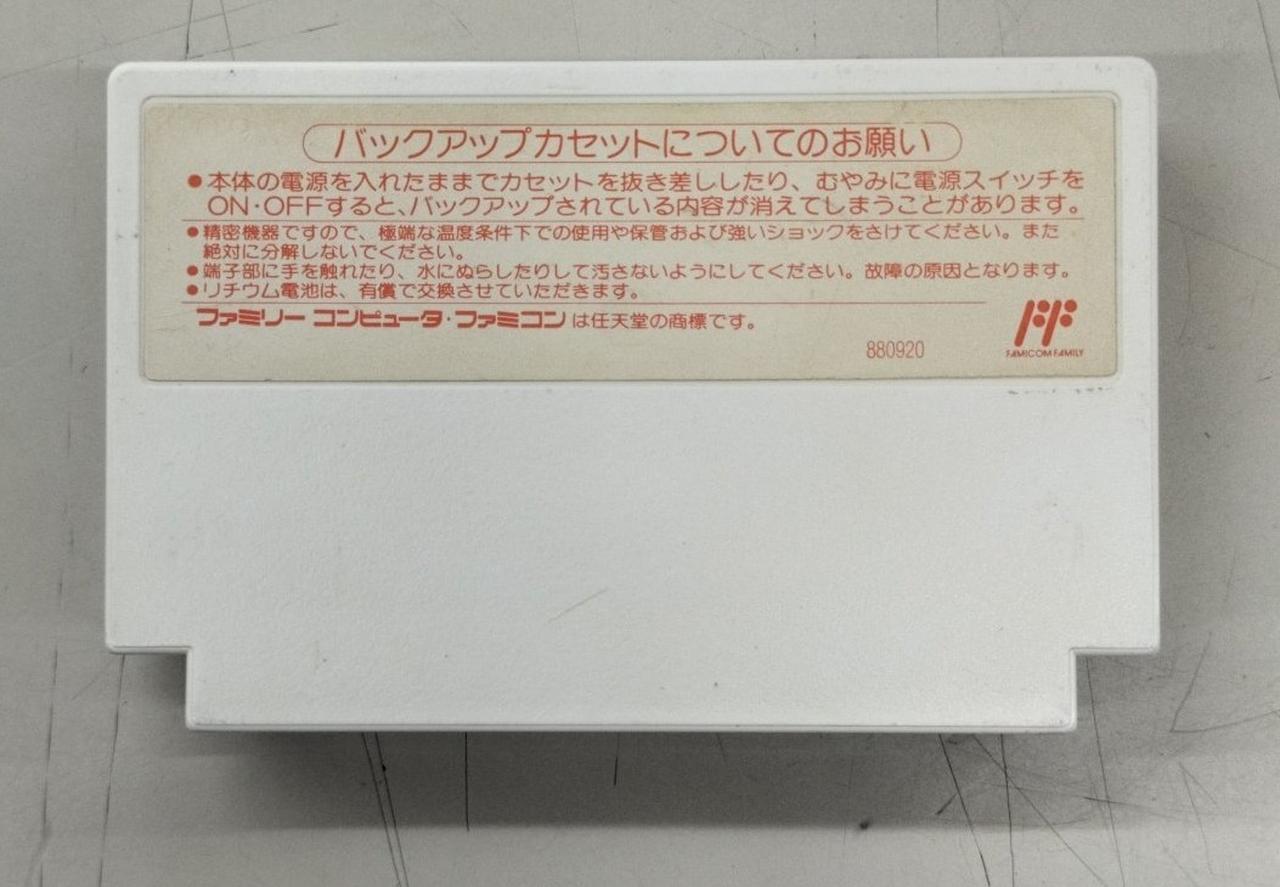 バックアップカセットについてのお願い
●本体の電源を入れたままでカセットを抜き差ししたり、むやみに電源スイッチを
ON・OFFすると、バックアップされている内容が消えてしまうことがあります。
●精密機器ですので、極端な温度条件下での使用や保管および強いショックをさけてください。また
絶対に分解しないでください。
●端子部に手を触れたり、水にぬらしたりして汚さないようにしてください。故障の原因となります。
●リチウム電池は、有償で交換させていただきます。
ファミリー コンピュータ・ファミコンは任天堂の商標です。
880920
FAMICOM FAMILY